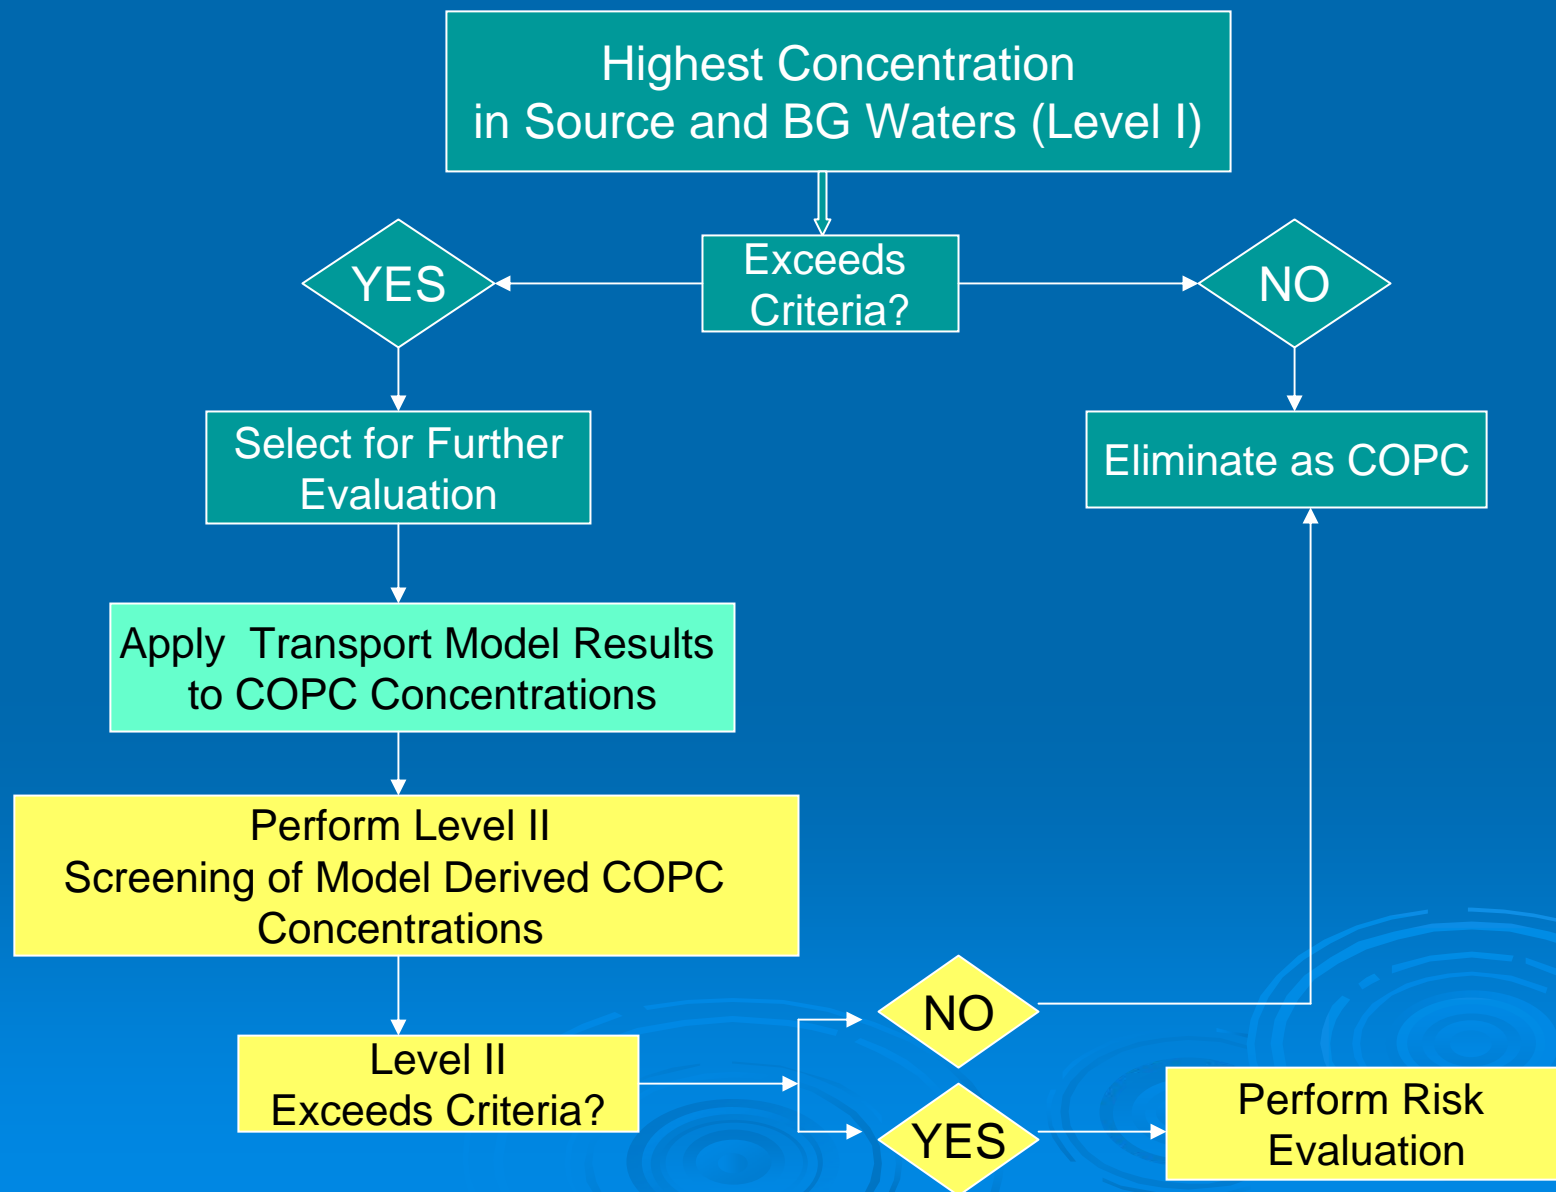 Highest Concentration
in Source and BG Waters (Level I)
YES
Exceeds
Criteria?
NO
Select for Further
Evaluation
Eliminate as COPC
Apply  Transport Model Results
to COPC Concentrations
Perform Level II
Screening of Model Derived COPC
Concentrations
Level II
Exceeds Criteria?
NO
YES
Perform Risk
Evaluation